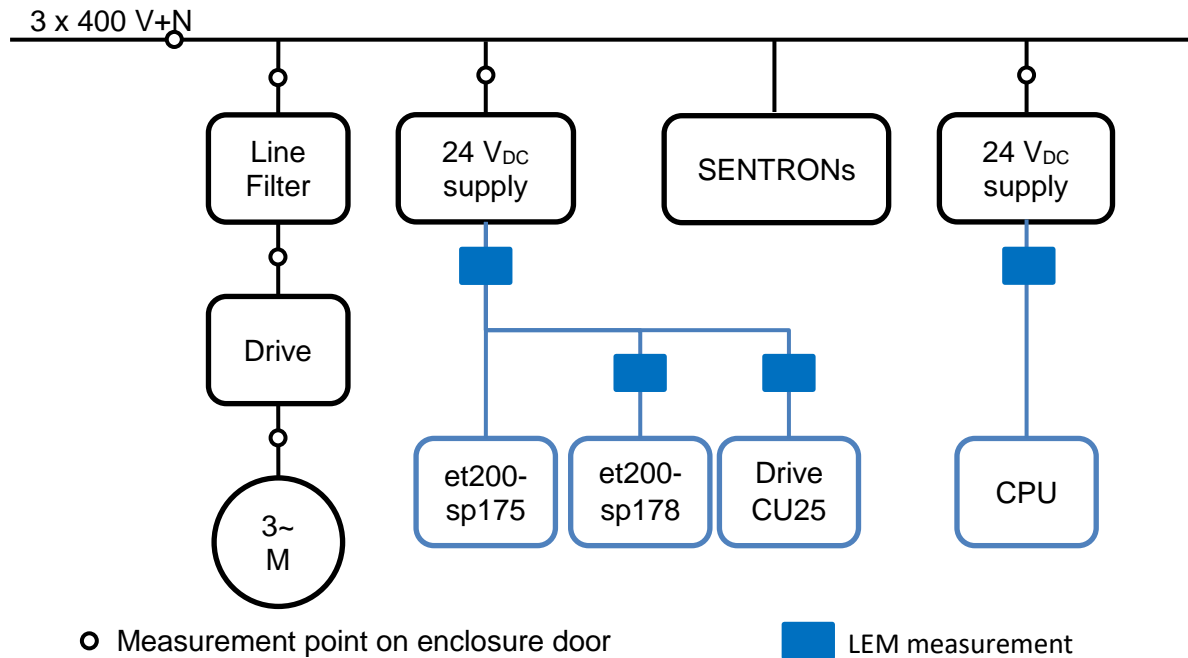 3 x 400 V+N
Line
Filter
24 VDC
supply
SENTRONs
24 VDC
supply
Drive
et200-
sp175
et200-
sp178
Drive
CU25
CPU
3~
M
Measurement point on enclosure door
LEM measurement